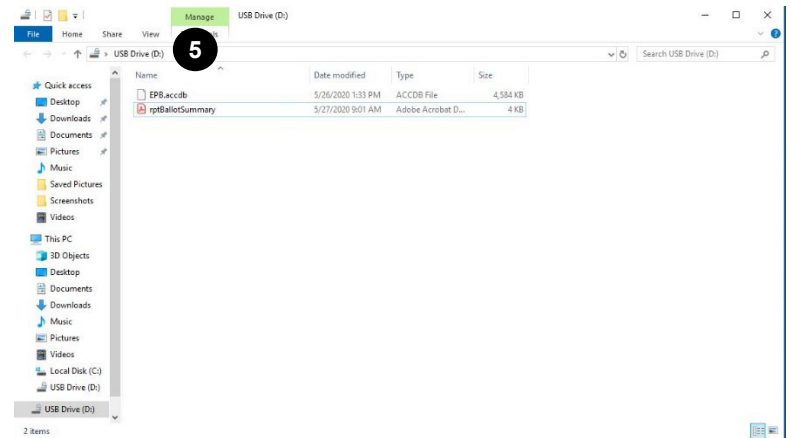 Manage USB Drive (D:)
File Home Share View
5
USB Drive (D:) Search USB Drive (D:)
Name Date modified Type Size
EPB.accdb 5/26/2020 1:33 PM ACCDB File 4,584 KB
rptBallotSummary 5/27/2020 9:01 AM Adobe Acrobat D... 4 KB
Quick access
Desktop
Downloads
Documents
Pictures
Music
Saved Pictures
Screenshots
Videos
This PC
3D Objects
Desktop
Documents
Downloads
Music
Pictures
Videos
Local Disk (C:)
USB Drive (D:)
USB Drive (D:)
2 items